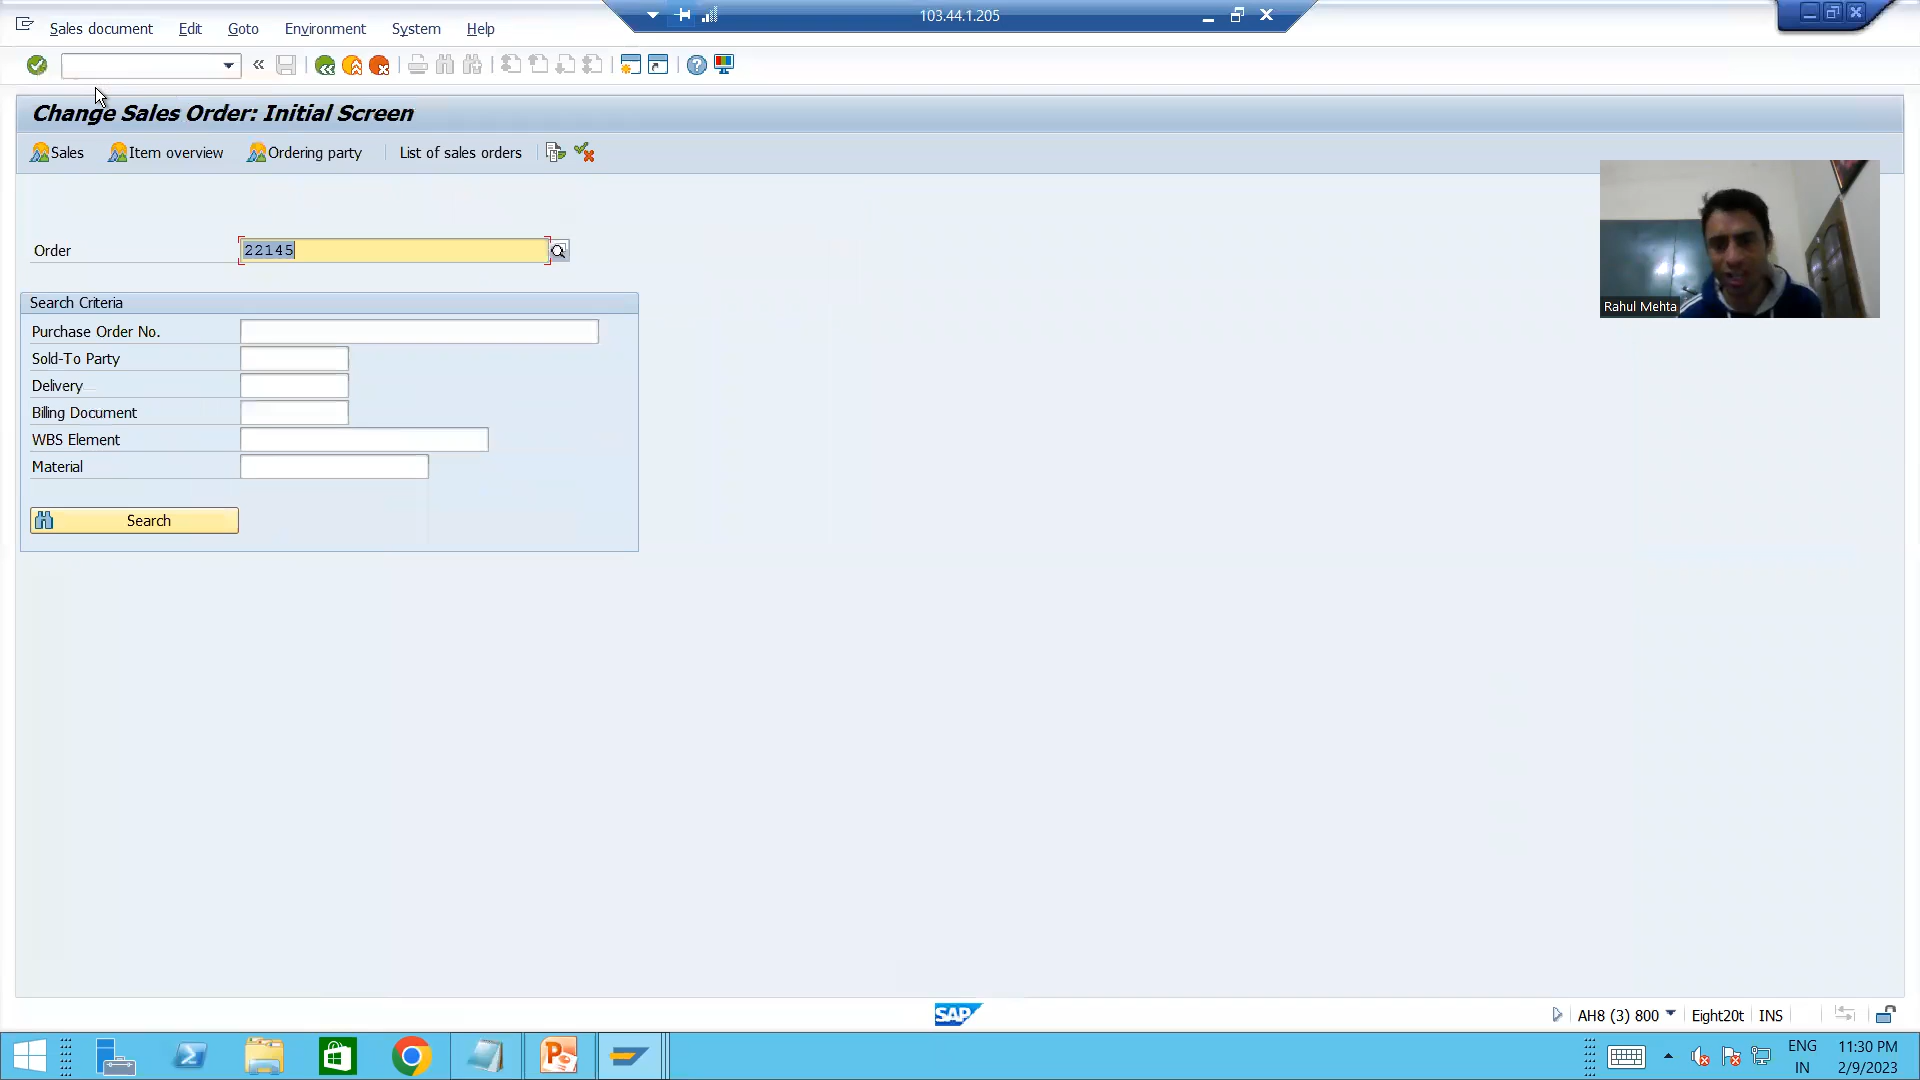 103.44.1.205
Sales document Edit Goto Environment System Help
Change Sales Order: Initial Screen
Sales Item overview Ordering party List of sales orders
Order 22145
Rahul Mehta
Search Criteria
Purchase Order No.
Sold-To Party
Delivery
Billing Document
WBS Element
Material
Search
SAP
AH8 (3) 800 Eight20t INS
ENG
IN
11:30 PM
2/9/2023